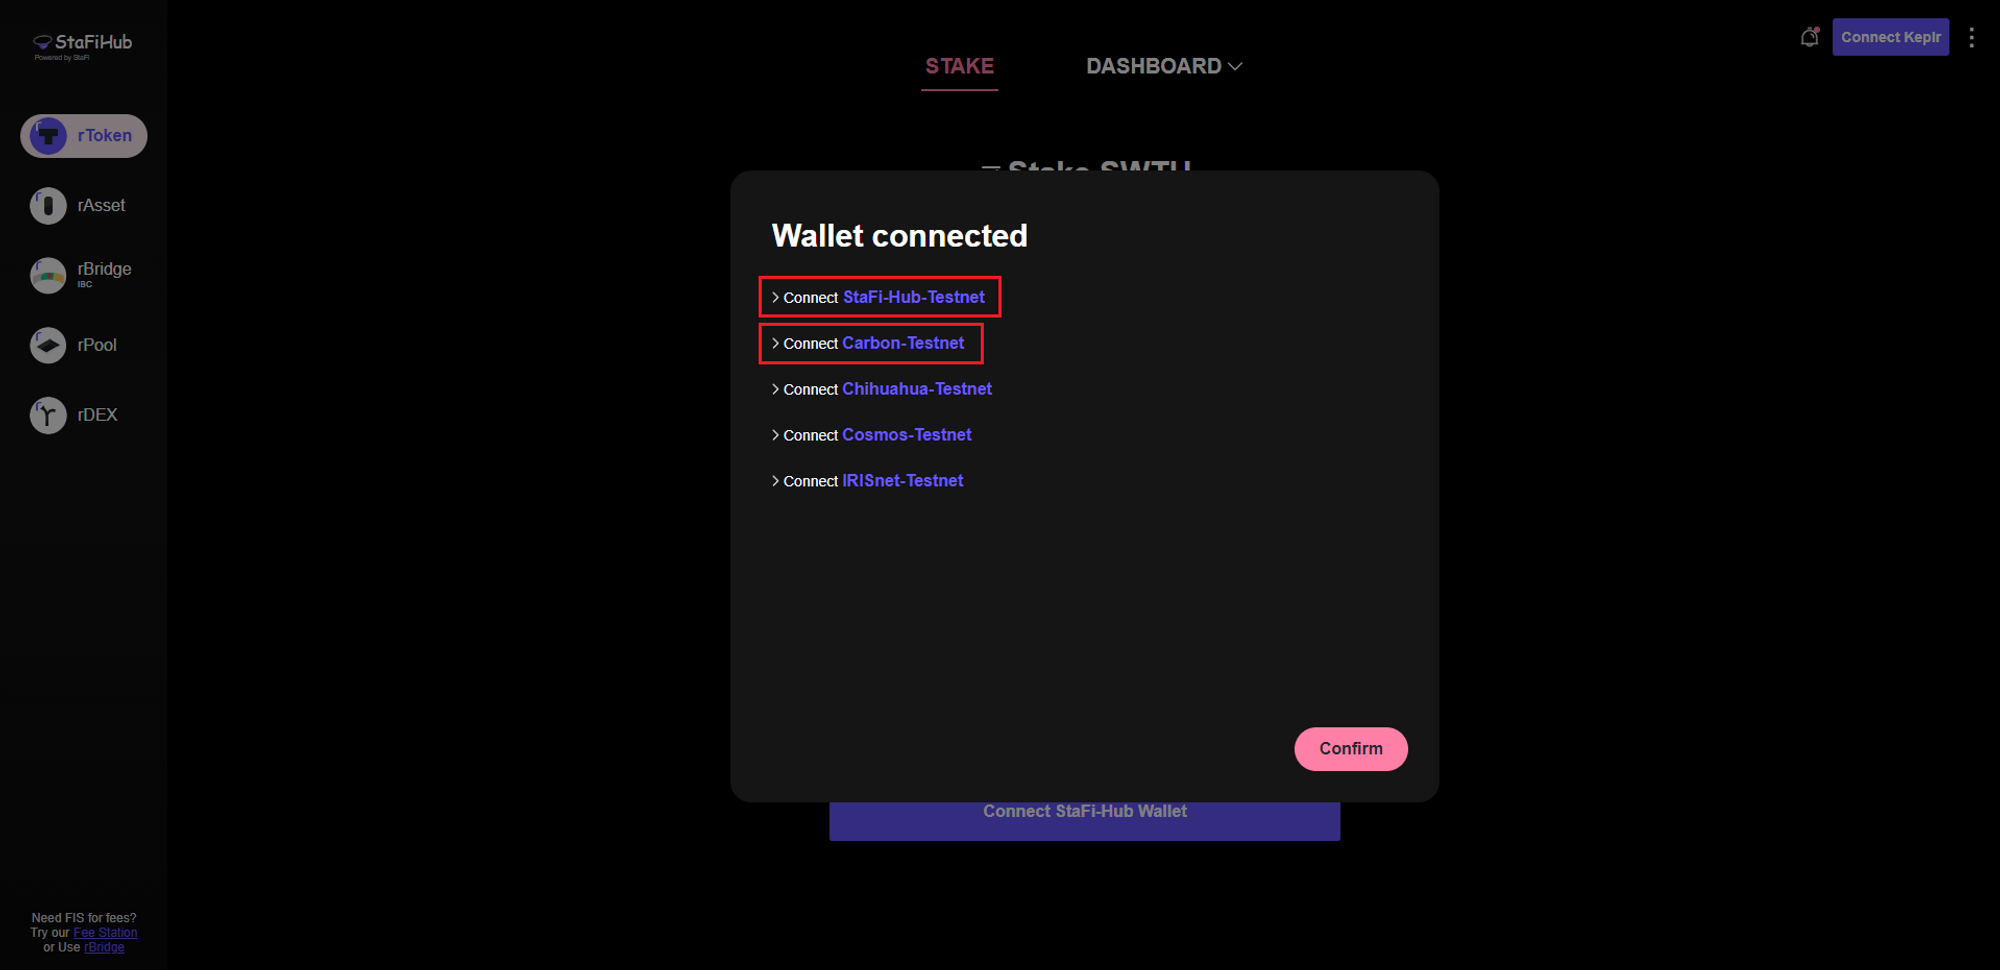 StaFiHub
Powered by StaFi
rToken
rAsset
rBridge
IBC
rPool
rDEX
Need FIS for fees?
Try our Fee Station
or Use rBridge
STAKE
DASHBOARD
Connect Keplr
Stake SWTH
Wallet connected
Connect StaFi-Hub-Testnet
Connect Carbon-Testnet
Connect Chihuahua-Testnet
Connect Cosmos-Testnet
Connect IRISnet-Testnet
Confirm
Connect StaFi-Hub Wallet